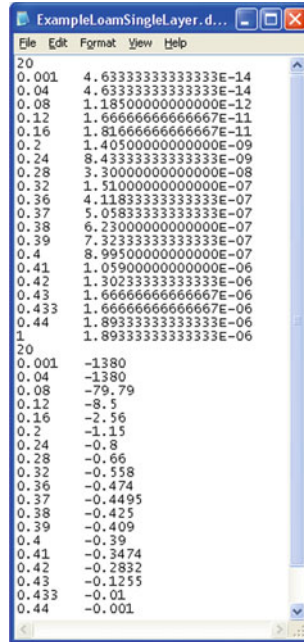 ExampleLoamSingleLayer.d...
File Edit Format View Help
20
0.001 4.63333333333333E-14
0.04 4.63333333333333E-14
0.08 1.18500000000000E-12
0.12 1.66666666666667E-11
0.16 1.81666666666667E-11
0.2 1.40500000000000E-09
0.24 8.43333333333333E-09
0.28 3.30000000000000E-08
0.32 1.51000000000000E-07
0.36 4.11833333333333E-07
0.37 5.05833333333333E-07
0.38 6.23000000000000E-07
0.39 7.32333333333333E-07
0.4 8.99500000000000E-07
0.41 1.05900000000000E-06
0.42 1.30233333333333E-06
0.43 1.66666666666667E-06
0.433 1.66666666666667E-06
0.44 1.89333333333333E-06
1 1.89333333333333E-06
20
0.001 -1380
0.04 -1380
0.08 -79.79
0.12 -8.5
0.16 -2.56
0.2 -1.15
0.24 -0.8
0.28 -0.66
0.32 -0.558
0.36 -0.474
0.37 -0.4495
0.38 -0.425
0.39 -0.409
0.4 -0.39
0.41 -0.3474
0.42 -0.2832
0.43 -0.1255
0.433 -0.01
0.44 -0.001